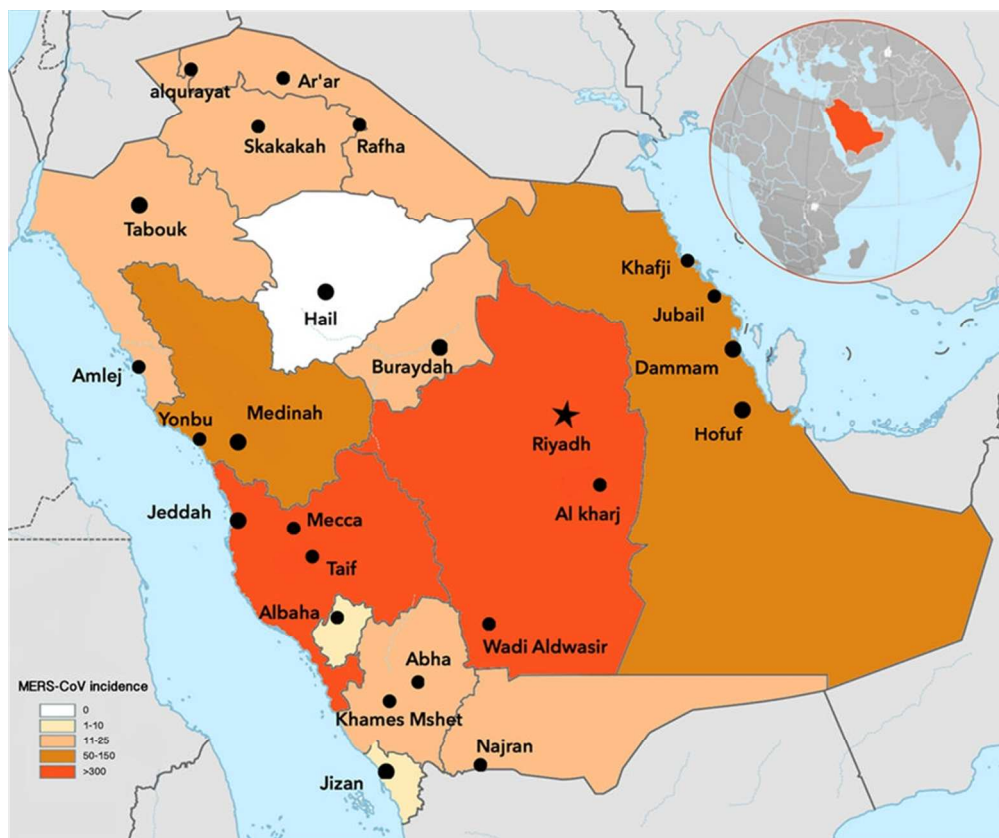 alqurayat
Ar'ar
Skakakah
Rafha
Tabouk
Hail
Khafji
Jubail
Buraydah
Dammam
Amlej
Yonbu
Medinah
Riyadh
Hofuf
Jeddah
Mecca
Al kharj
Taif
Albaha
Wadi Aldwasir
Abha
Khames Mshet
Najran
Jizan
MERS-CoV incidence
0
1-10
11-25
50-150
>300